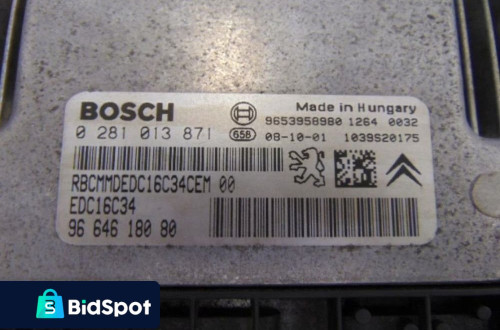 BOSCH
Made in Hungary
9653958980 1264 0032
0 281 013 871
658
08-10-01 1039S20175
RBCMMDEDC16C34CEM 00
EDC16C34
96 646 180 80
BidSpot